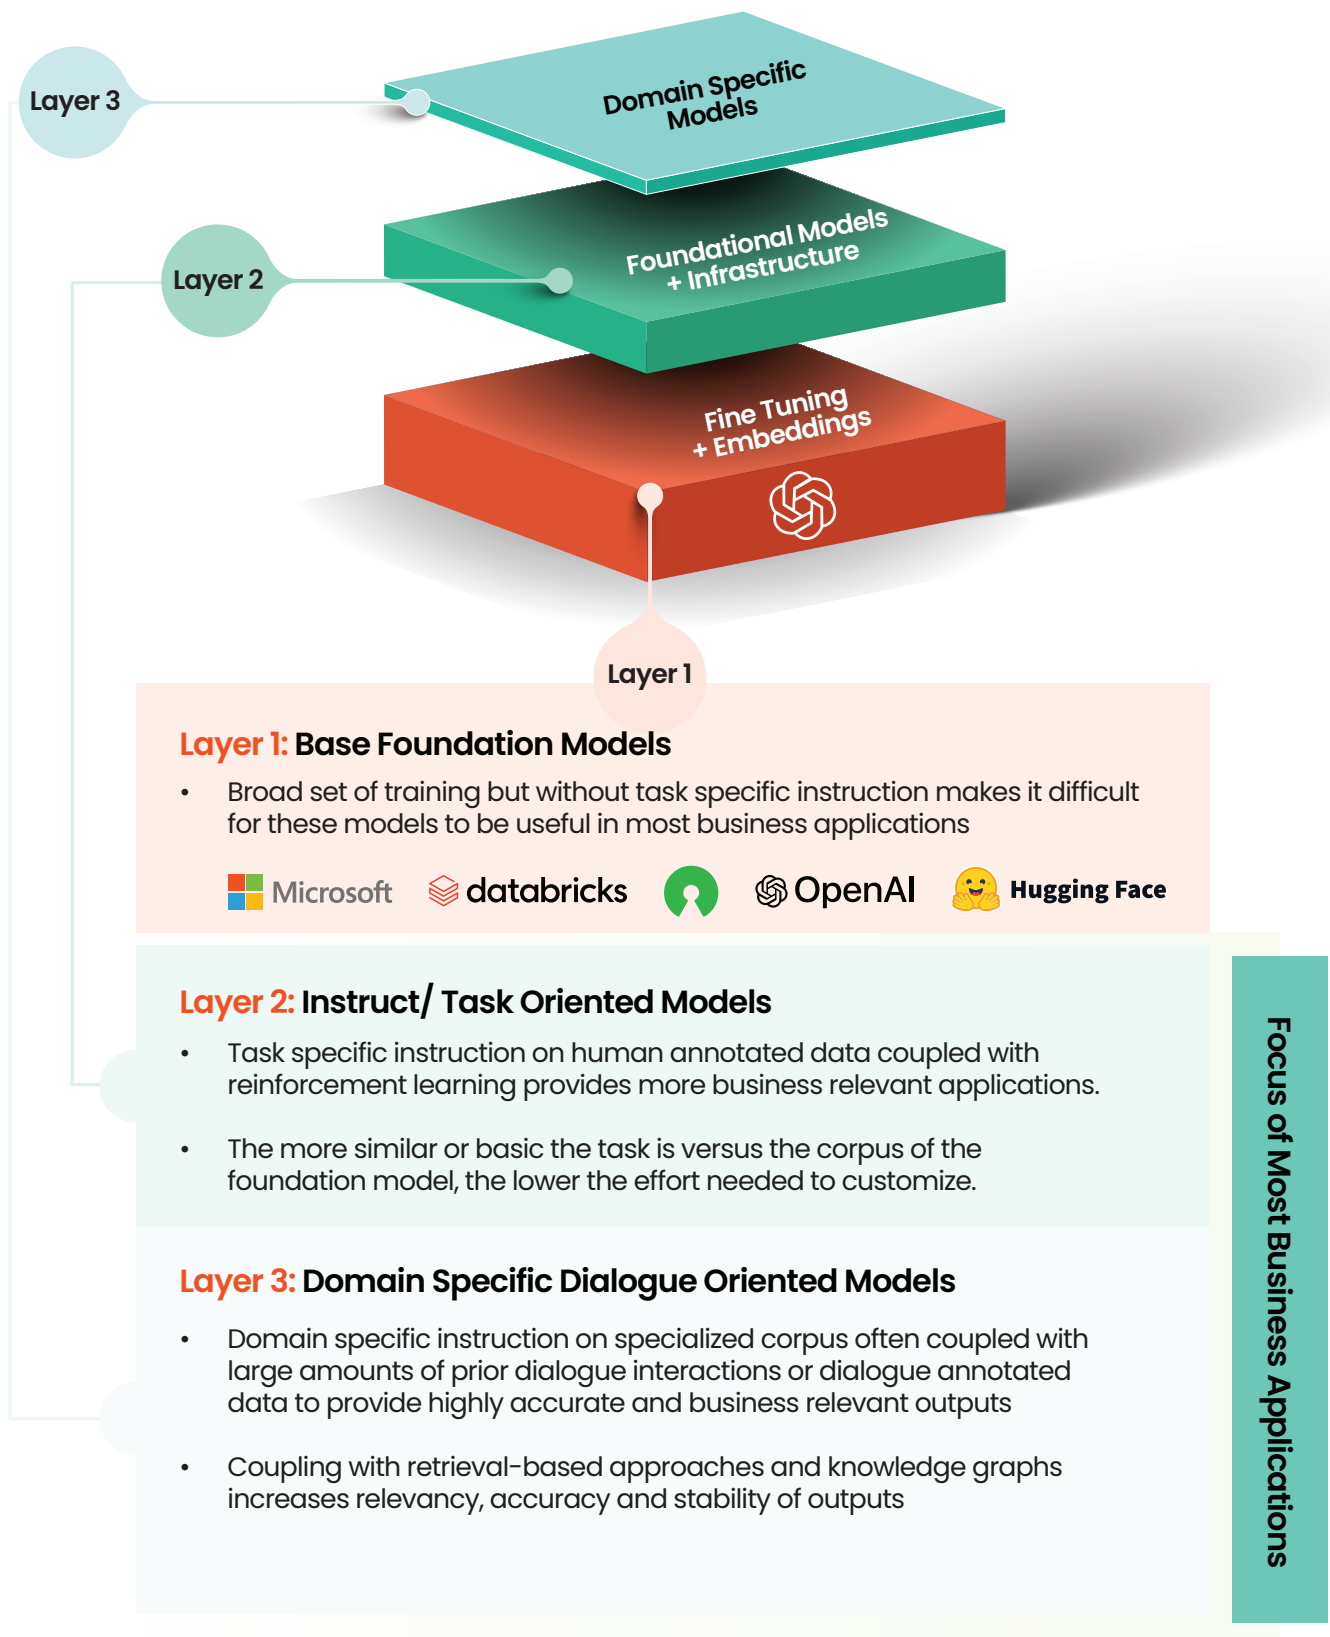 Layer 3
Domain Specific
Models
Layer 2
Foundational Models
+ Infrastructure
Fine Tuning
+ Embeddings
Layer 1
Layer 1: Base Foundation Models
• Broad set of training but without task specific instruction makes it difficult
for these models to be useful in most business applications
Microsoft
databricks
OpenAI
Hugging Face
Layer 2: Instruct/ Task Oriented Models
• Task specific instruction on human annotated data coupled with
reinforcement learning provides more business relevant applications.
• The more similar or basic the task is versus the corpus of the
foundation model, the lower the effort needed to customize.
Layer 3: Domain Specific Dialogue Oriented Models
• Domain specific instruction on specialized corpus often coupled with
large amounts of prior dialogue interactions or dialogue annotated
data to provide highly accurate and business relevant outputs
• Coupling with retrieval-based approaches and knowledge graphs
increases relevancy, accuracy and stability of outputs
Focus of Most Business Applications